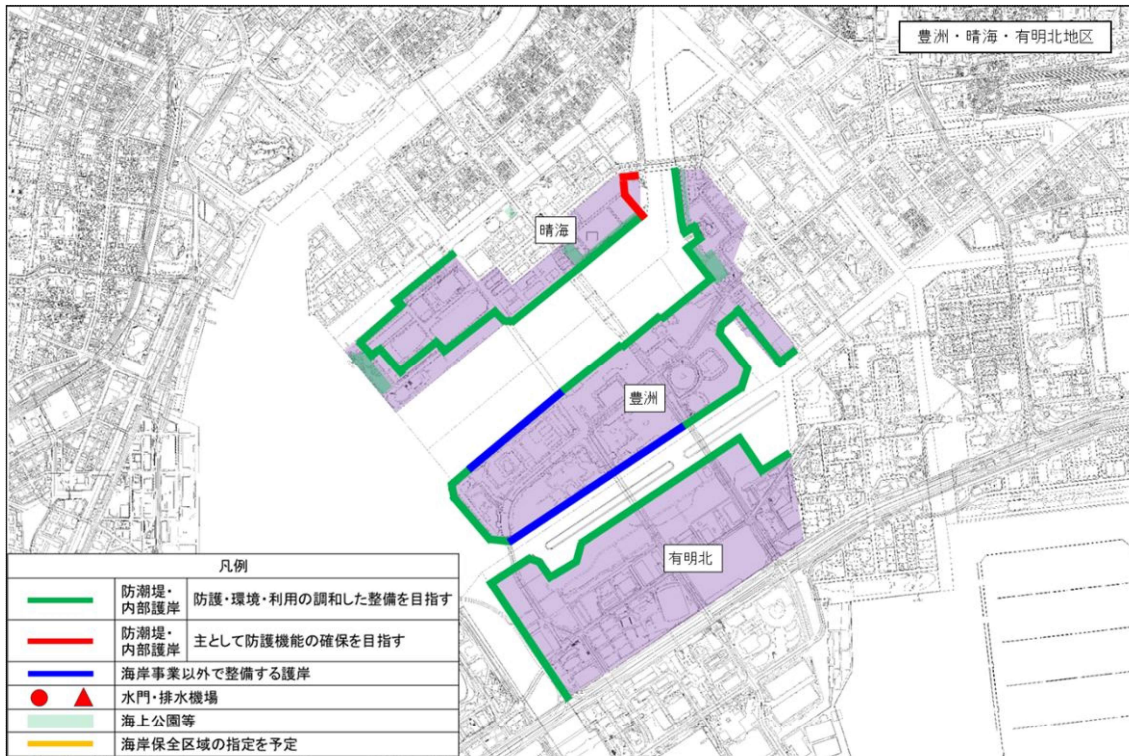 豊洲・晴海・有明北地区
晴海
豊洲
有明北
凡例
防潮堤・
内部護岸
防護・環境・利用の調和した整備を目指す
防潮堤・
内部護岸
主として防護機能の確保を目指す
海岸事業以外で整備する護岸
水門・排水機場
海上公園等
海岸保全区域の指定を予定